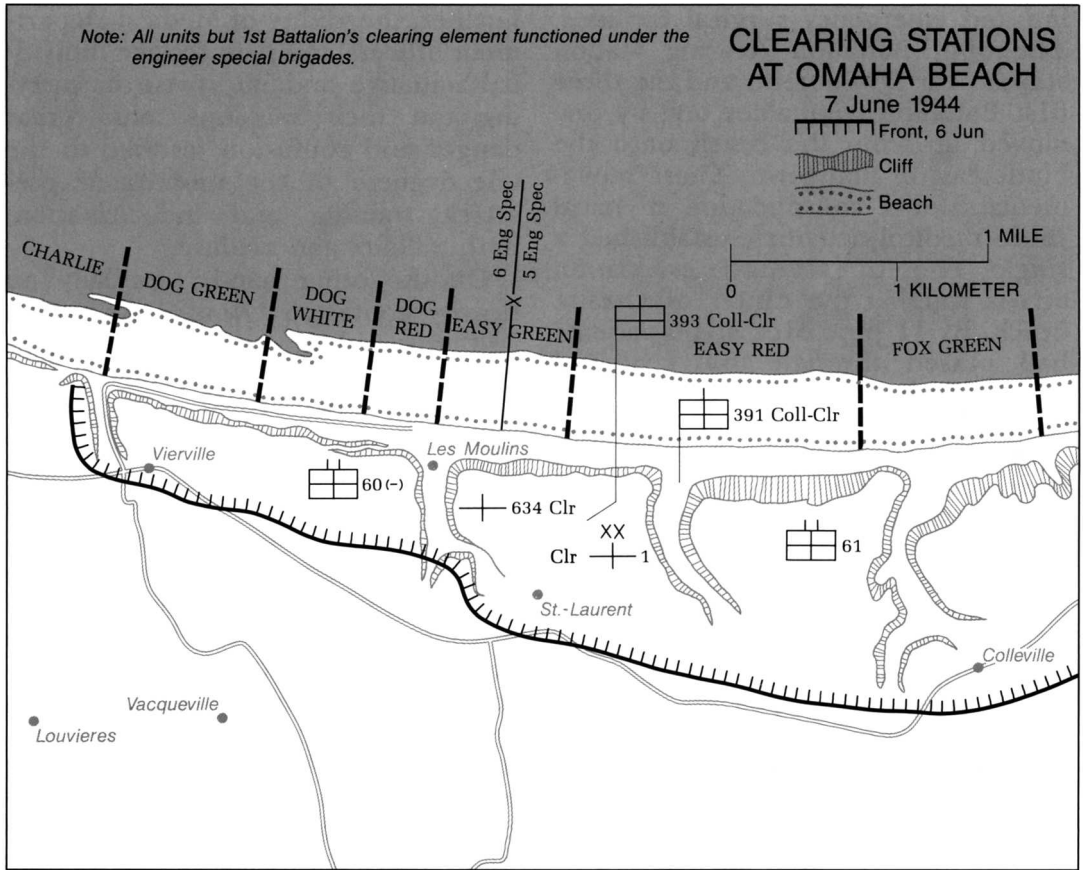 Note: All units but 1st Battalion's clearing element functioned under the
engineer special brigades.
CLEARING STATIONS
AT OMAHA BEACH
7 June 1944
Front, 6 Jun
Cliff
Beach
1 MILE
0
1 KILOMETER
6 Eng Spec
X
5 Eng Spec
CHARLIE
DOG GREEN
DOG
WHITE
DOG
RED
EASY GREEN
393 Coll-Clr
EASY RED
FOX GREEN
391 Coll-Clr
Vierville
Les Moulins
60 (-)
634 Clr
XX
Clr
1
61
St.-Laurent
Colleville
Vacqueville
Louvieres